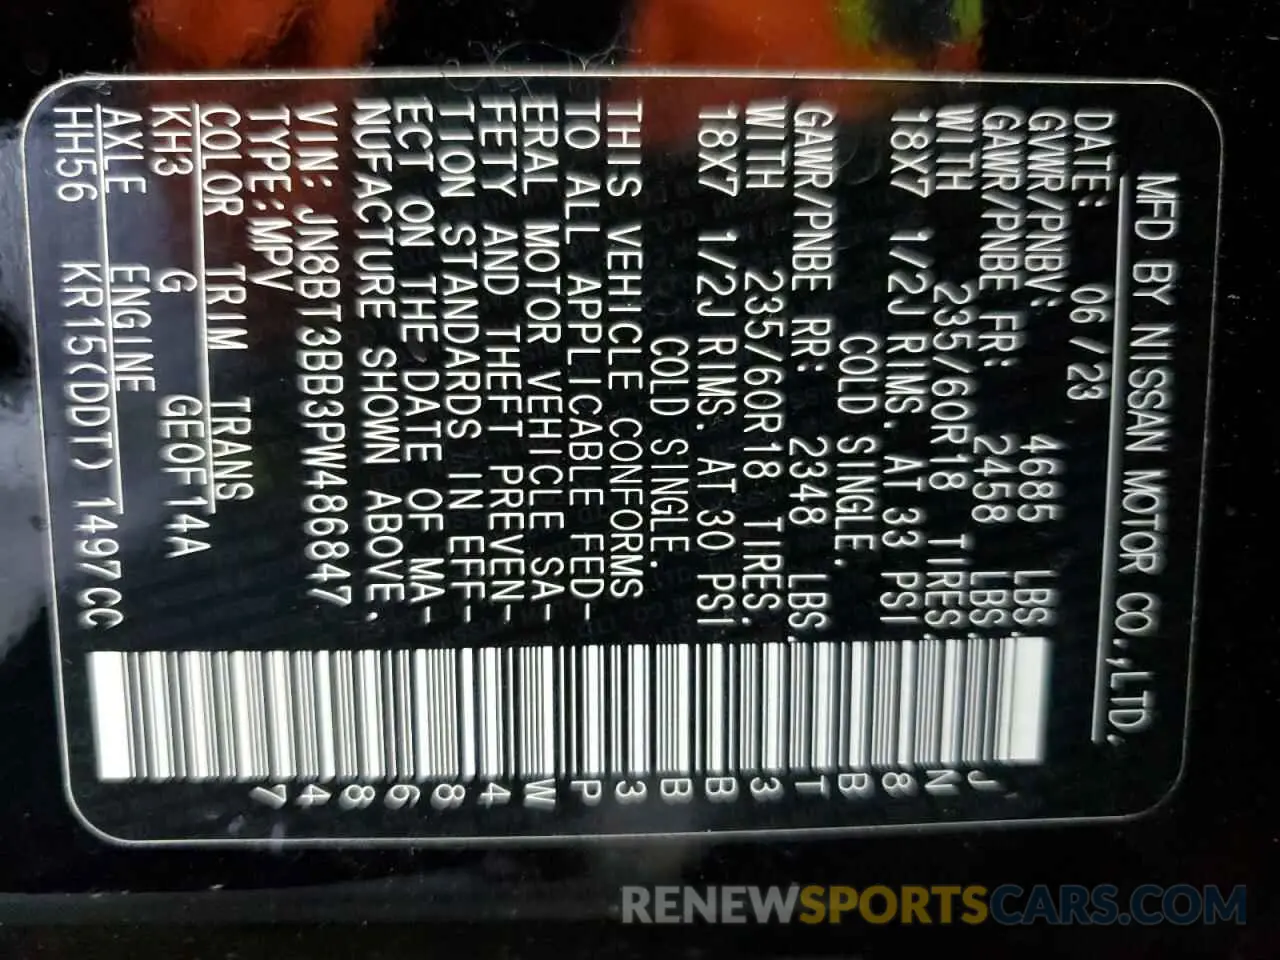 MFD BY NISSAN MOTOR CO.,LTD.
DATE: 06 /23
GVWR/PNBV: 4685 LBS.
GAWR/PNBE FR: 2458 LBS.
WITH 235/60R18 TIRES.
18X7 1/2J RIMS. AT 33 PSI
COLD SINGLE.
GAWR/PNBE RR: 2348 LBS.
WITH 235/60R18 TIRES.
18X7 1/2J RIMS. AT 30 PSI
COLD SINGLE.
THIS VEHICLE CONFORMS
TO ALL APPLICABLE FED-
ERAL MOTOR VEHICLE SA-
FETY AND THEFT PREVEN-
TION STANDARDS IN EFF-
ECT ON THE DATE OF MA-
NUFACTURE SHOWN ABOVE.
VIN: JN8BT3BB3PW486847
TYPE:MPV
COLOR TRIM TRANS
KH3 G GE0F14A
AXLE ENGINE
HH56 KR15(DDT) 1497CC
JN8BT3BB3PW486847
RENEWSPORTSCARS.COM